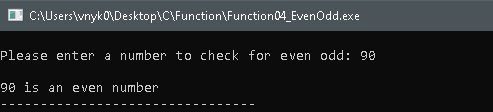 C:\Users\vnyk0\Desktop\C\Function\Function04_EvenOdd.exe
Please enter a number to check for even odd: 90
90 is an even number
--------------------------------